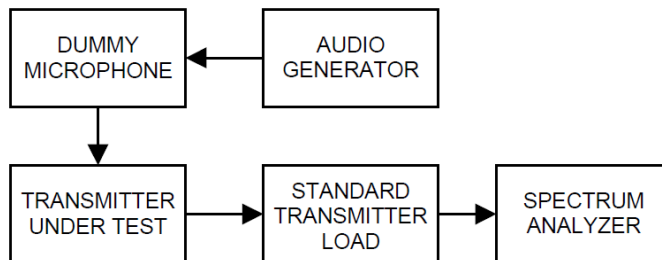 DUMMY
MICROPHONE
AUDIO
GENERATOR
TRANSMITTER
UNDER TEST
STANDARD
TRANSMITTER
LOAD
SPECTRUM
ANALYZER